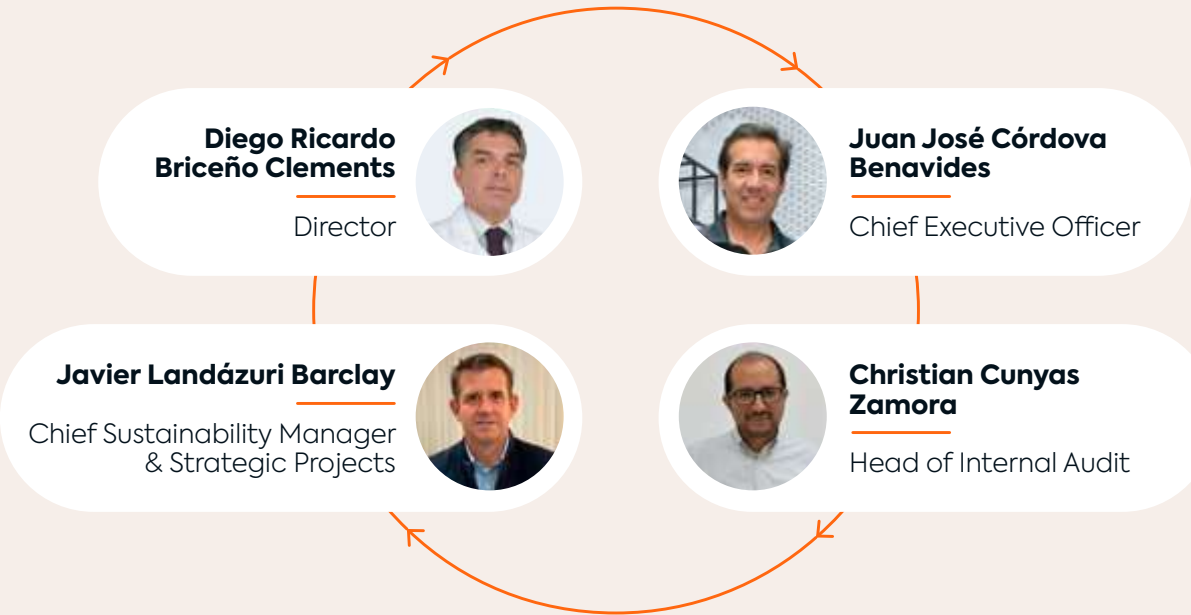 Diego Ricardo
Briceño Clements
Director
Juan José Córdova
Benavides
Chief Executive Officer
Javier Landázuri Barclay
Chief Sustainability Manager
& Strategic Projects
Christian Cunyas
Zamora
Head of Internal Audit